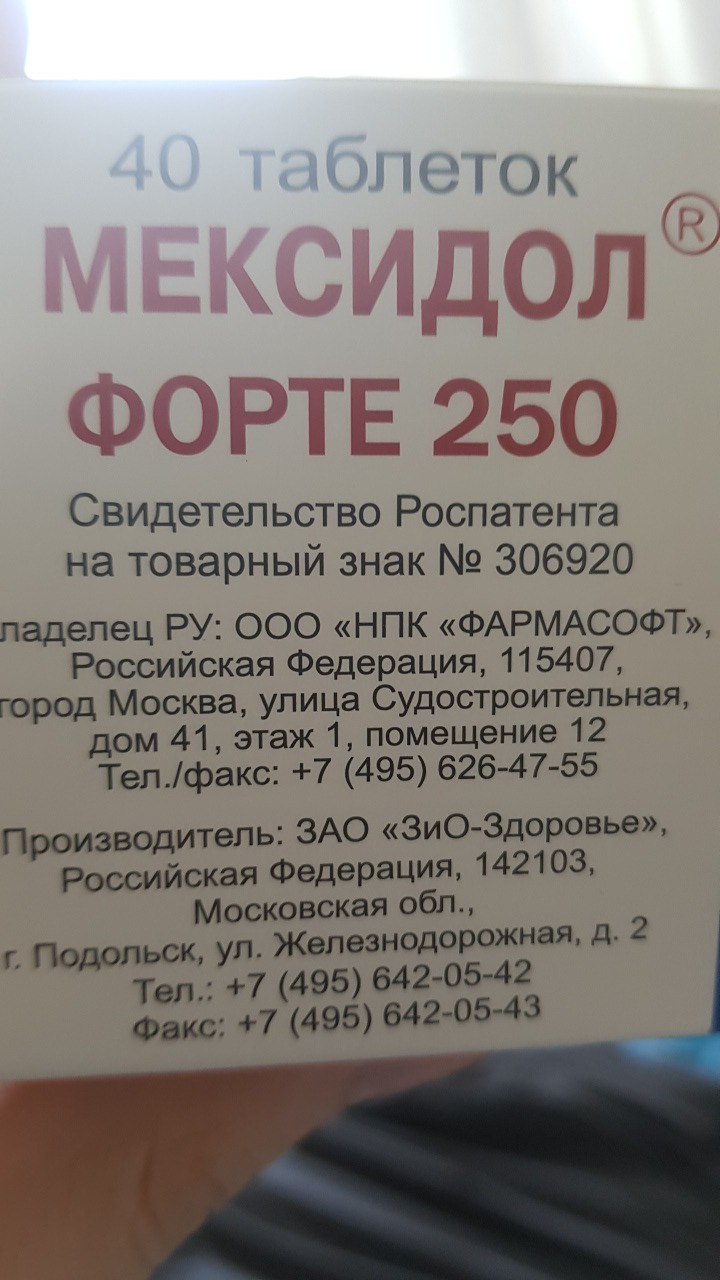 40 таблеток
МЕКСИДОЛ®
ФОРТЕ 250
Свидетельство Роспатента
на товарный знак № 306920
РУ: ООО «НПК «ФАРМАСОФТ»,
Российская Федерация, 115407,
город Москва, улица Судостроительная,
дом 41, этаж 1, помещение 12
Тел./факс: +7 (495) 626-47-55
Производитель: ЗАО «ЗиО-Здоровье»,
Российская Федерация, 142103,
Московская обл.,
г. Подольск, ул. Железнодорожная, д. 2
Тел.: +7 (495) 642-05-42
Факс: +7 (495) 642-05-43